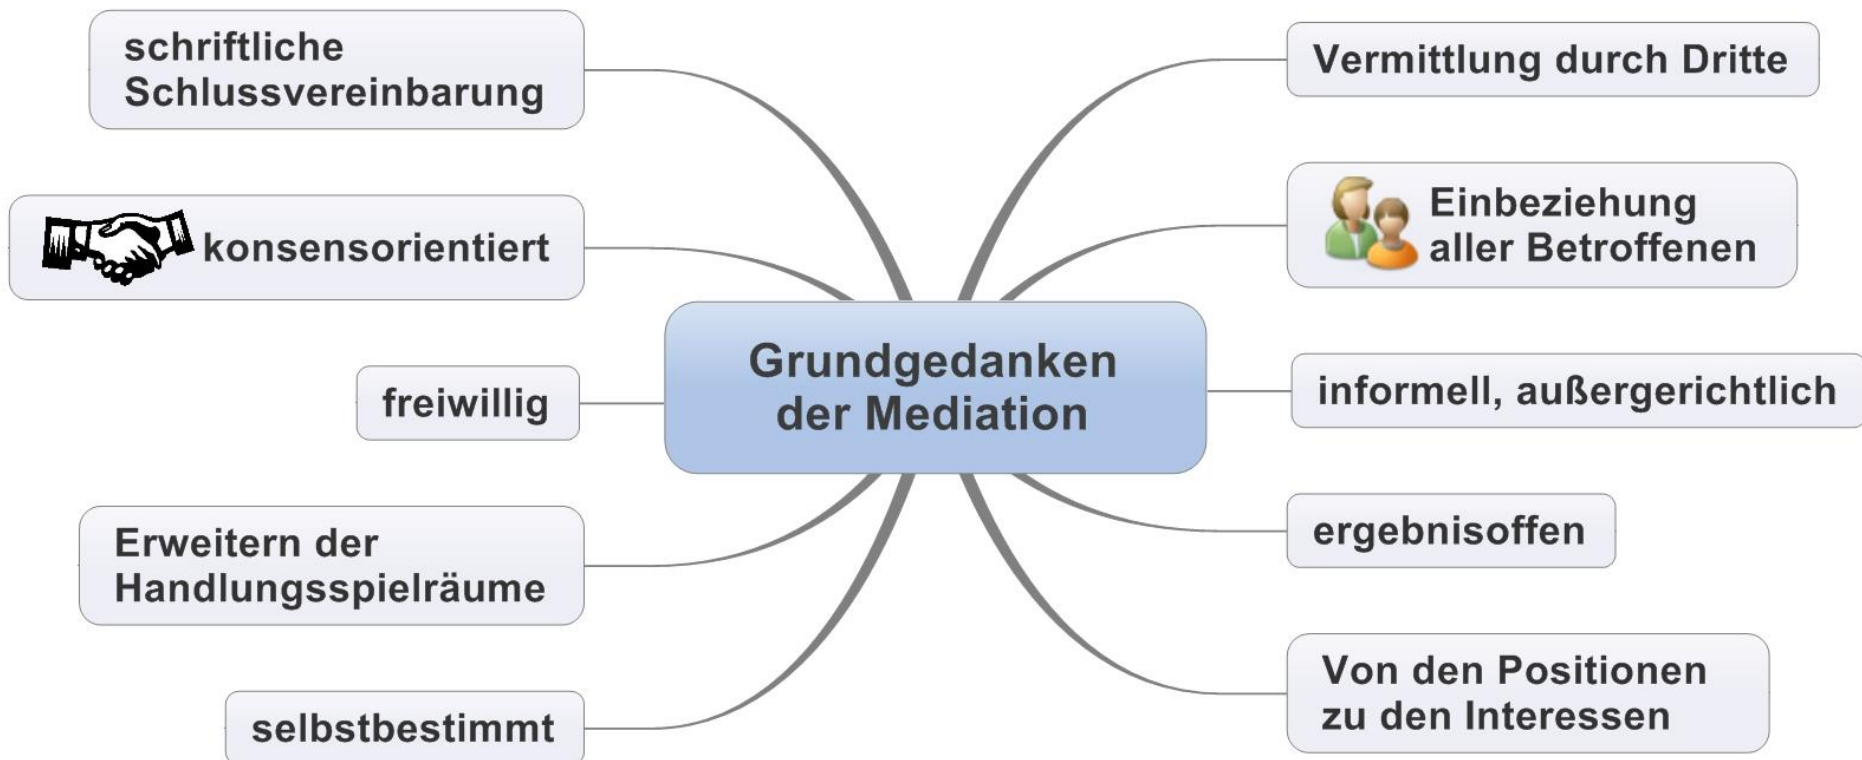 schriftliche
Schlussvereinbarung
konsensorientiert
freiwillig
Erweitern der
Handlungsspielräume
selbstbestimmt
Grundgedanken
der Mediation
Vermittlung durch Dritte
Einbeziehung
aller Betroffenen
informell, außergerichtlich
ergebnisoffen
Von den Positionen
zu den Interessen